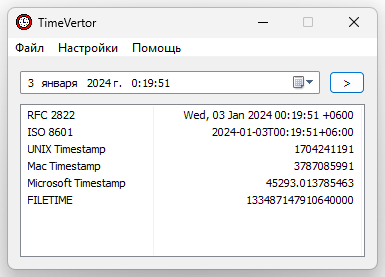 TimeVertor
Файл Настройки Помощь
3 января 2024 г. 0:19:51 >
RFC 2822 Wed, 03 Jan 2024 00:19:51 +0600
ISO 8601 2024-01-03T00:19:51+06:00
UNIX Timestamp 1704241191
Mac Timestamp 3787085991
Microsoft Timestamp 45293.013785463
FILETIME 133487147910640000